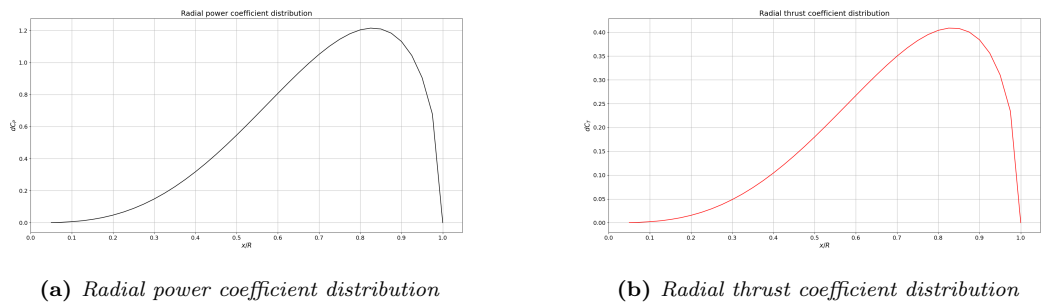 Radial power coefficient distribution
1.2
1.0
0.8
0.6
0.4
0.2
0.0
dC_P
0.0 0.1 0.2 0.3 0.4 0.5 0.6 0.7 0.8 0.9 1.0
x/R
(a) Radial power coefficient distribution
Radial thrust coefficient distribution
0.40
0.35
0.30
0.25
0.20
0.15
0.10
0.05
0.00
dC_T
0.0 0.1 0.2 0.3 0.4 0.5 0.6 0.7 0.8 0.9 1.0
x/R
(b) Radial thrust coefficient distribution